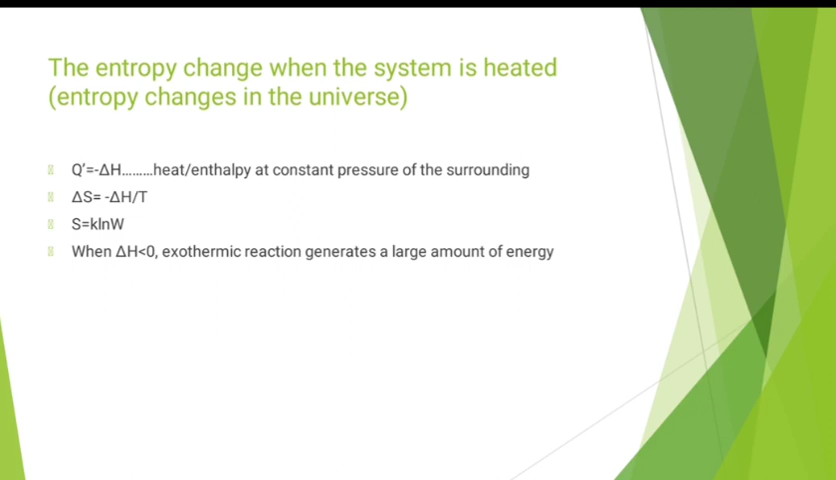 The entropy change when the system is heated
(entropy changes in the universe)
Q'=-ΔH.........heat/enthalpy at constant pressure of the surrounding
ΔS= -ΔH/T
S=klnW
When ΔH<0, exothermic reaction generates a large amount of energy